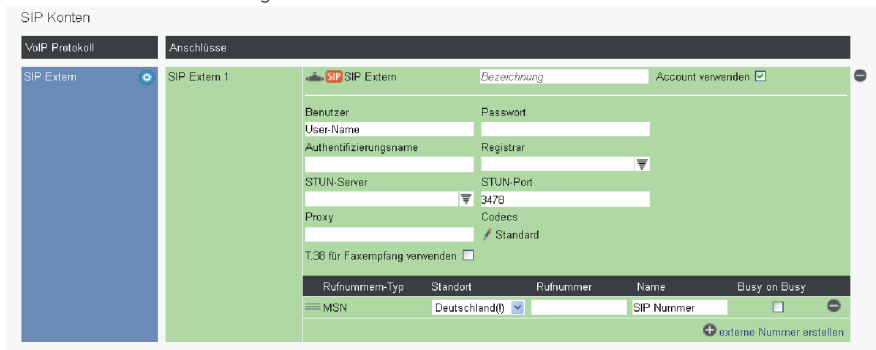 SIP Konten
VoIP Protokoll Anschlüsse
SIP Extern SIP Extern 1 SIP SIP Extern Bezeichnung Account verwenden
Benutzer Passwort
User-Name
Authentifizierungsname Registrar
STUN-Server STUN-Port
3478
Proxy Codecs
Standard
T.38 für Faxempfang verwenden
Rufnummern-Typ Standort Rufnummer Name Busy on Busy
MSN Deutschland(!) SIP Nummer
externe Nummer erstellen